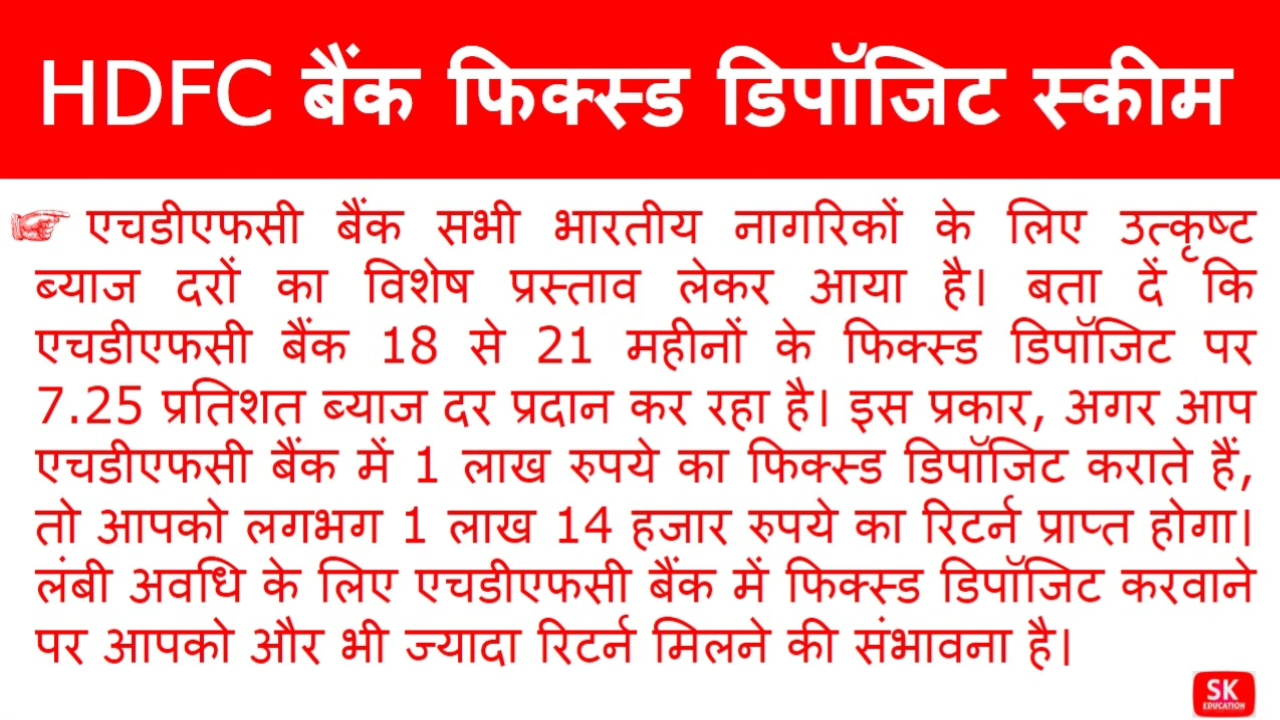 HDFC बैंक फिक्स्ड डिपॉजिट स्कीम
एचडीएफसी बैंक सभी भारतीय नागरिकों के लिए उत्कृष्ट
ब्याज दरों का विशेष प्रस्ताव लेकर आया है। बता दें कि
एचडीएफसी बैंक 18 से 21 महीनों के फिक्स्ड डिपॉजिट पर
7.25 प्रतिशत ब्याज दर प्रदान कर रहा है। इस प्रकार, अगर आप
एचडीएफसी बैंक में 1 लाख रुपये का फिक्स्ड डिपॉजिट कराते हैं,
तो आपको लगभग 1 लाख 14 हजार रुपये का रिटर्न प्राप्त होगा।
लंबी अवधि के लिए एचडीएफसी बैंक में फिक्स्ड डिपॉजिट करवाने
पर आपको और भी ज्यादा रिटर्न मिलने की संभावना है।
SK
EDUCATION